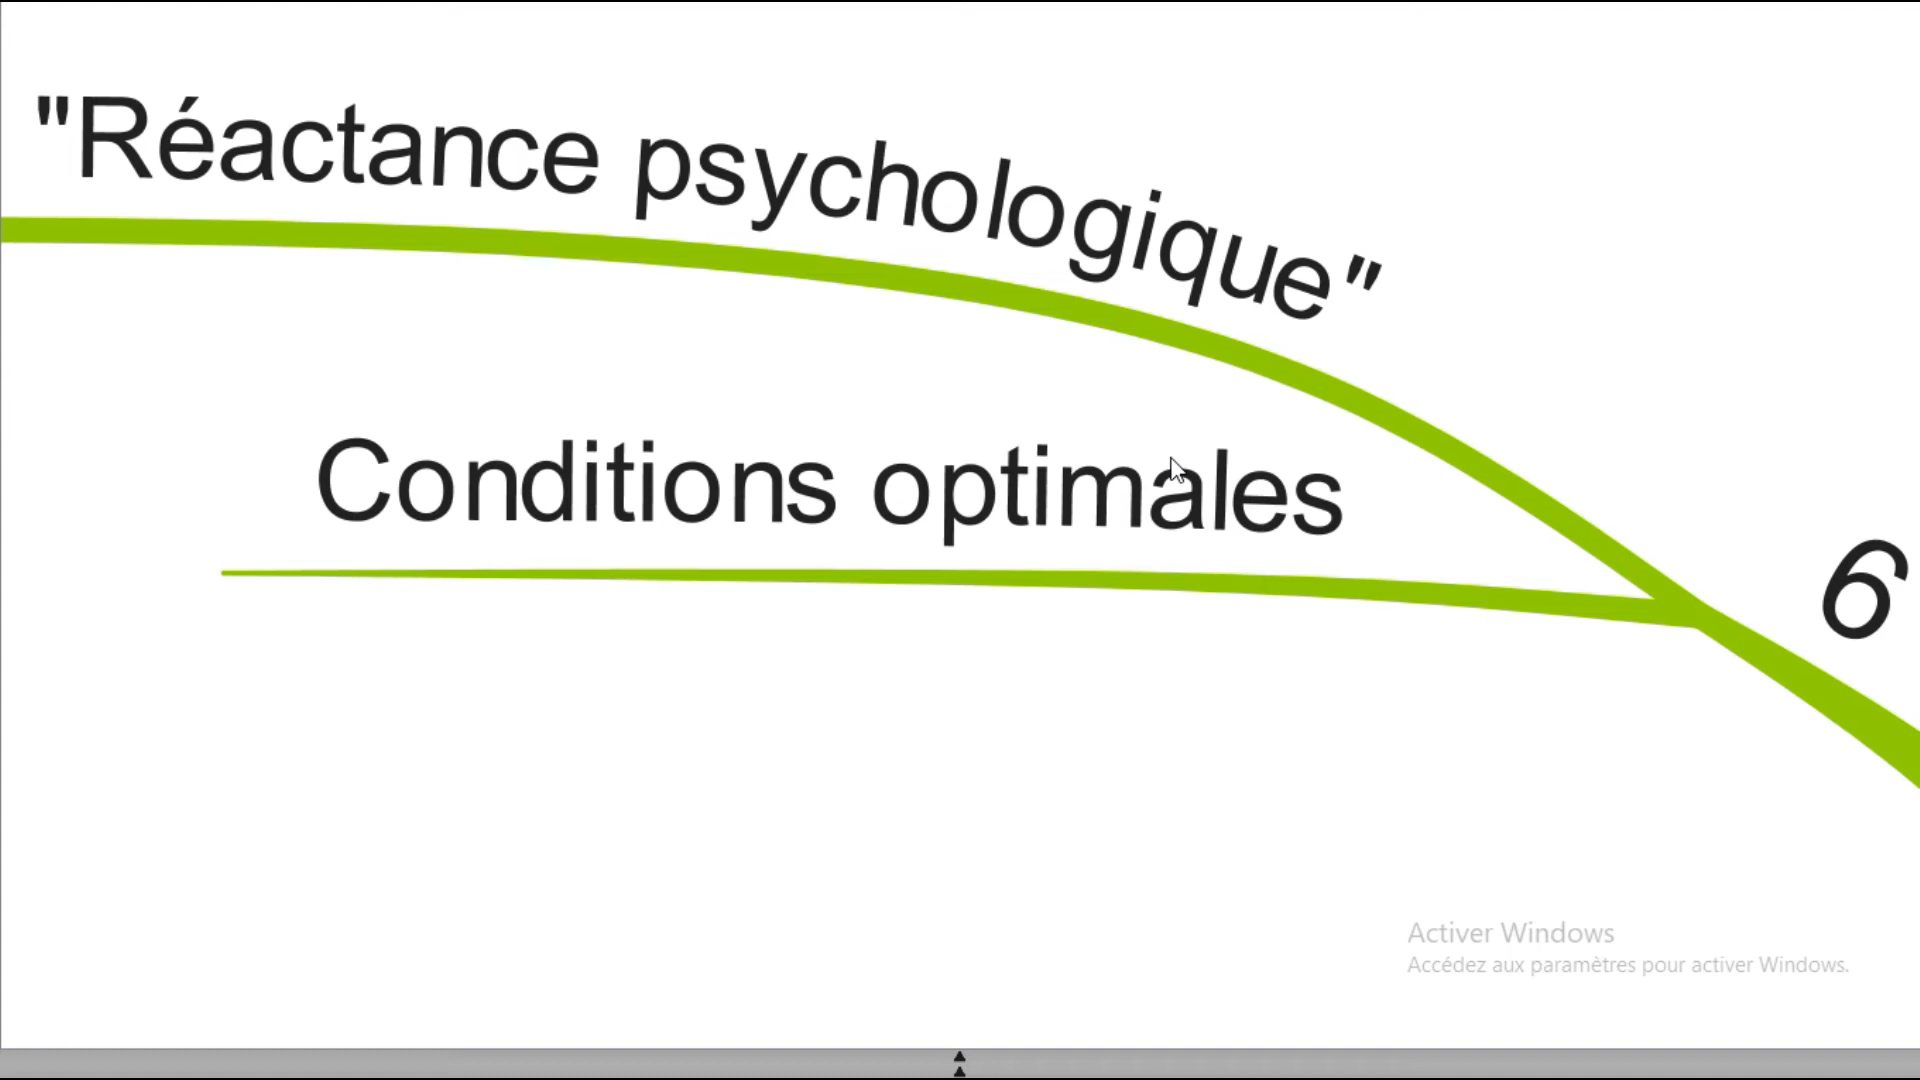 "Réactance psychologique"
Conditions optimales
6
Activer Windows
Accédez aux paramètres pour activer Windows.